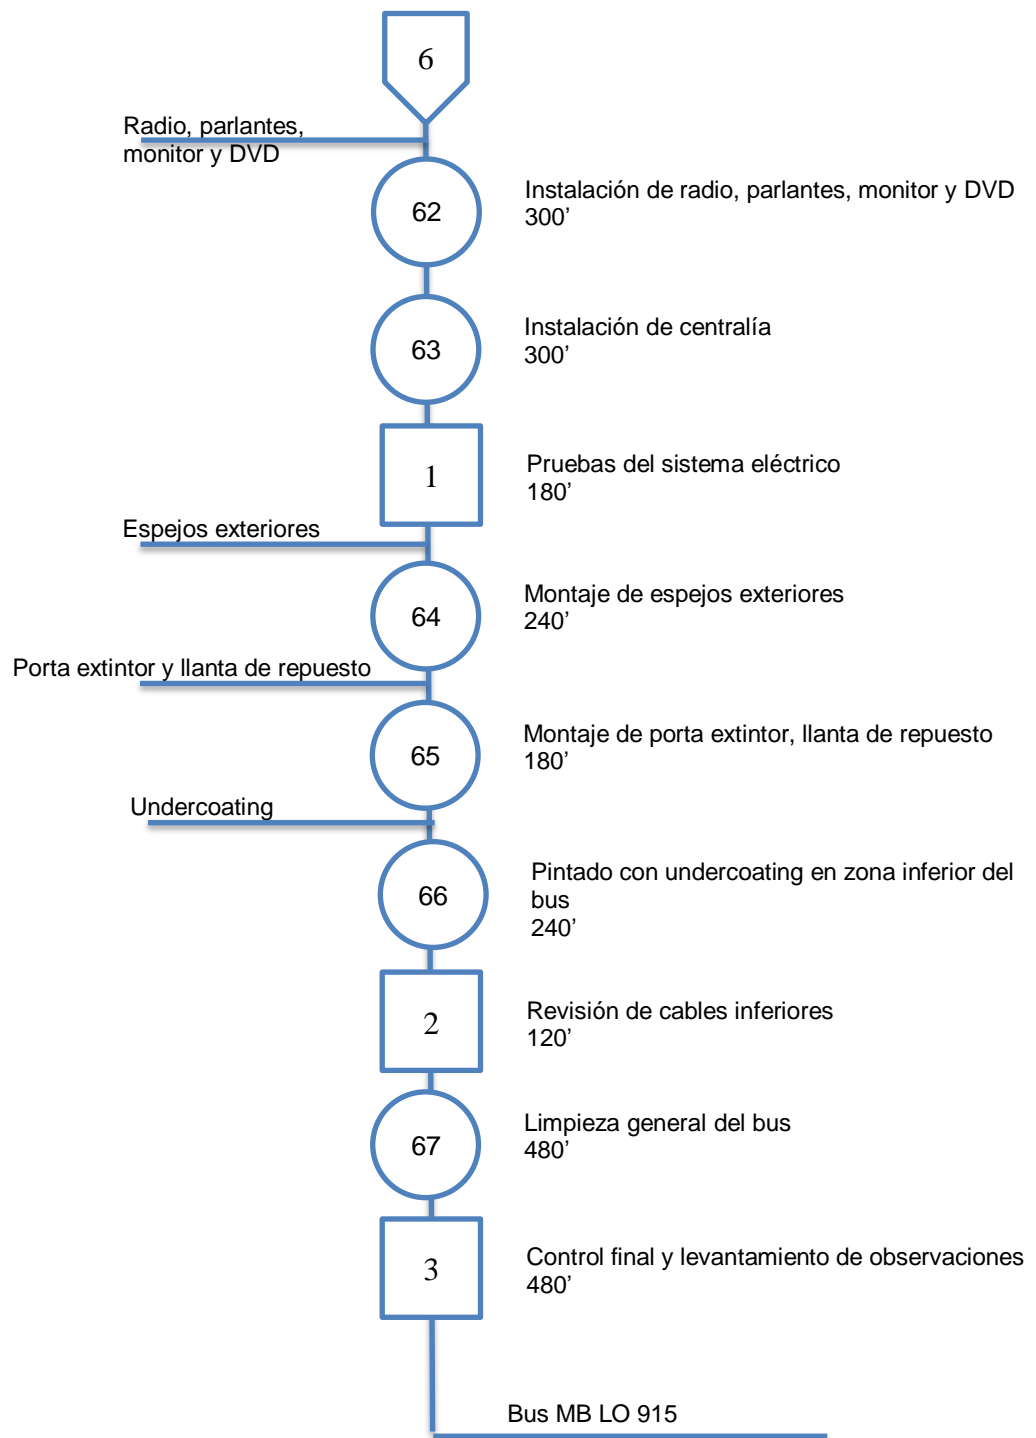 6
Radio, parlantes,
monitor y DVD
62
Instalación de radio, parlantes, monitor y DVD
300’
63
Instalación de centralía
300’
1
Pruebas del sistema eléctrico
180’
Espejos exteriores
64
Montaje de espejos exteriores
240’
Porta extintor y llanta de repuesto
65
Montaje de porta extintor, llanta de repuesto
180’
Undercoating
66
Pintado con undercoating en zona inferior del
bus
240’
2
Revisión de cables inferiores
120’
67
Limpieza general del bus
480’
3
Control final y levantamiento de observaciones
480’
Bus MB LO 915